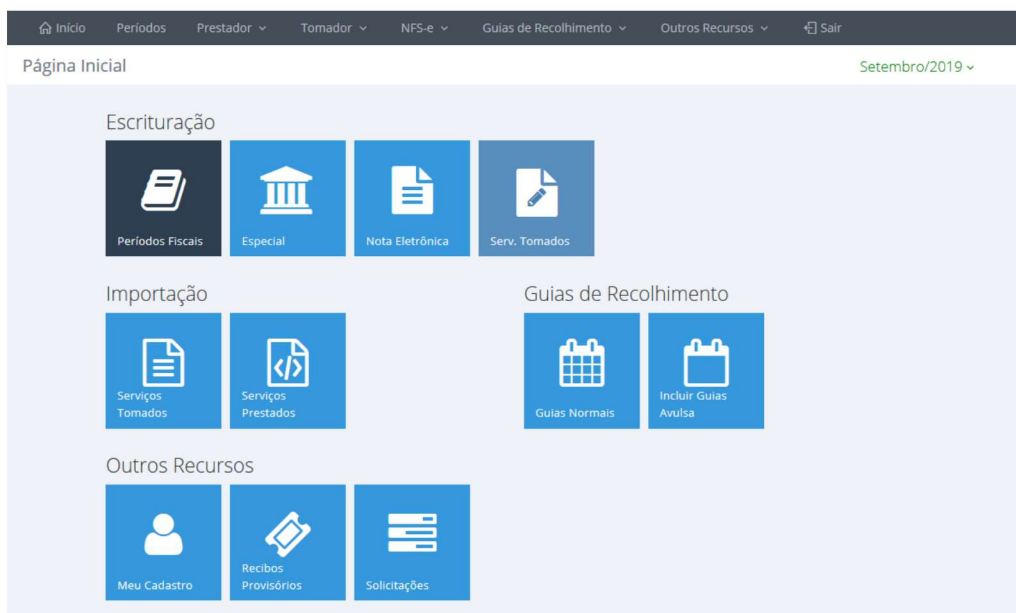 Início Períodos Prestador Tomador NFS-e Guias de Recolhimento Outros Recursos Sair
Página Inicial Setembro/2019
Escrituração
Períodos Fiscais Especial Nota Eletrônica Serv. Tomados
Importação Guias de Recolhimento
Serviços Tomados
Serviços Prestados
Guias Normais
Incluir Guias Avulsa
Outros Recursos
Meu Cadastro
Recibos Provisórios
Solicitações